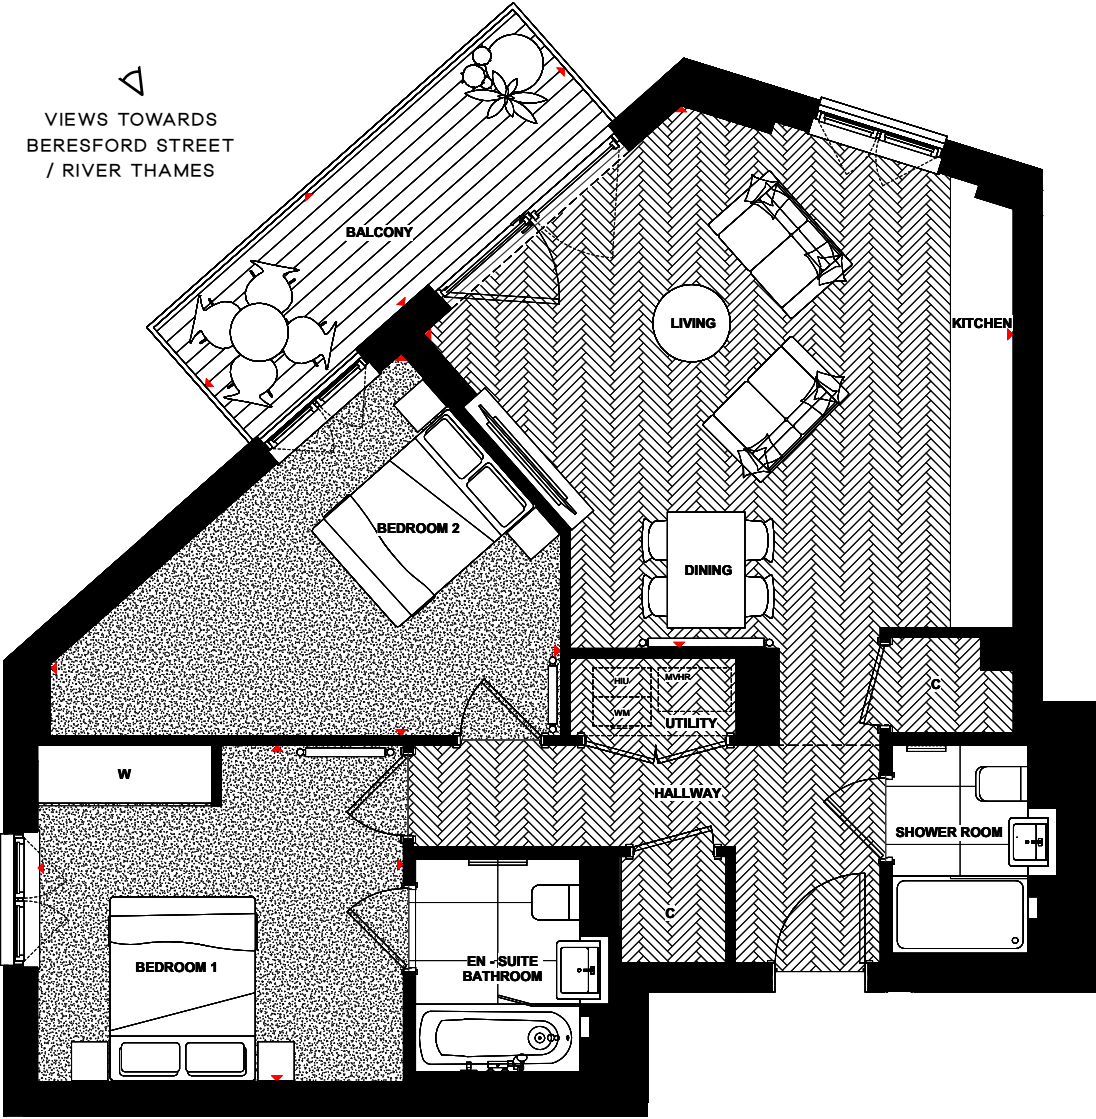 VIEWS TOWARDS
BERESFORD STREET
/ RIVER THAMES
BALCONY
LIVING
KITCHEN
BEDROOM 2
DINING
HIU
MVHR
WM
UTILITY
C
W
HALLWAY
SHOWER ROOM
C
BEDROOM 1
EN - SUITE
BATHROOM